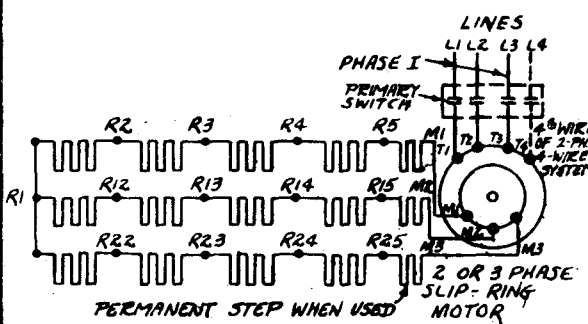 LINES
L1 L2 L3 L4
PHASE I
PRIMARY
SWITCH
4TH WIRE
OF 2-PH
4-WIRE
SYSTEM
T1 T2 T3 T4
R2 R3 R4 R5 M1
R1
R12 R13 R14 R15 M2
R22 R23 R24 R25 M3
M1
M2
M3
2 OR 3 PHASE
SLIP-RING
MOTOR
PERMANENT STEP WHEN USED